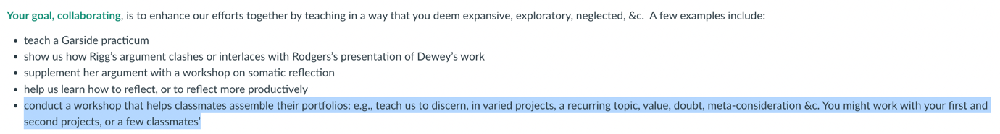 Your goal, collaborating, is to enhance our efforts together by teaching in a way that you deem expansive, exploratory, neglected, &c.  A few examples include:
• teach a Garside practicum
• show us how Rigg’s argument clashes or interlaces with Rodgers’s presentation of Dewey’s work
• supplement her argument with a workshop on somatic reflection
• help us learn how to reflect, or to reflect more productively
• conduct a workshop that helps classmates assemble their portfolios: e.g., teach us to discern, in varied projects, a recurring topic, value, doubt, meta-consideration &c. You might work with your first and
second projects, or a few classmates’